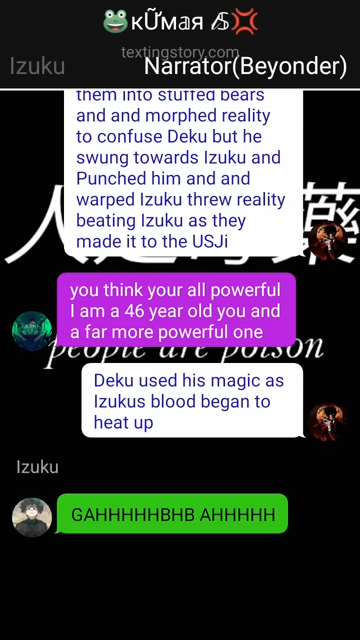 🐸кŨ𝕄ⓐя 𝓲S💢
textingstory.com
Izuku
Narrator(Beyonder)
them into stuffed bears
and and morphed reality
to confuse Deku but he
swung towards Izuku and
Punched him and and
warped Izuku threw reality
beating Izuku as they
made it to the USJi
you think your all powerful
I am a 46 year old you and
a far more powerful one
people are poison
Deku used his magic as
Izukus blood began to
heat up
Izuku
GAHHHHHBHB AHHHHH